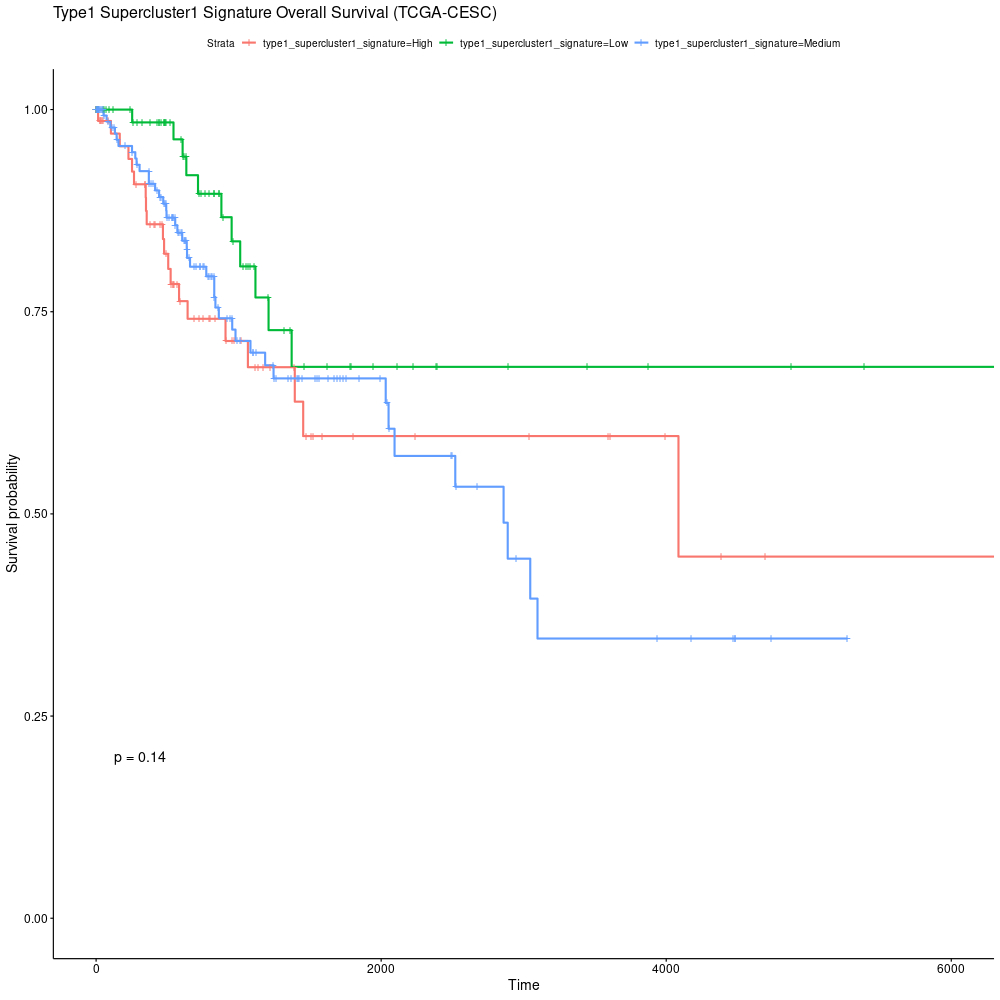 Type1 Supercluster1 Signature Overall Survival (TCGA-CESC)
Strata type1_supercluster1_signature=High type1_supercluster1_signature=Low type1_supercluster1_signature=Medium
1.00
0.75
0.50
0.25
0.00
Survival probability
p = 0.14
0 2000 4000 6000
Time